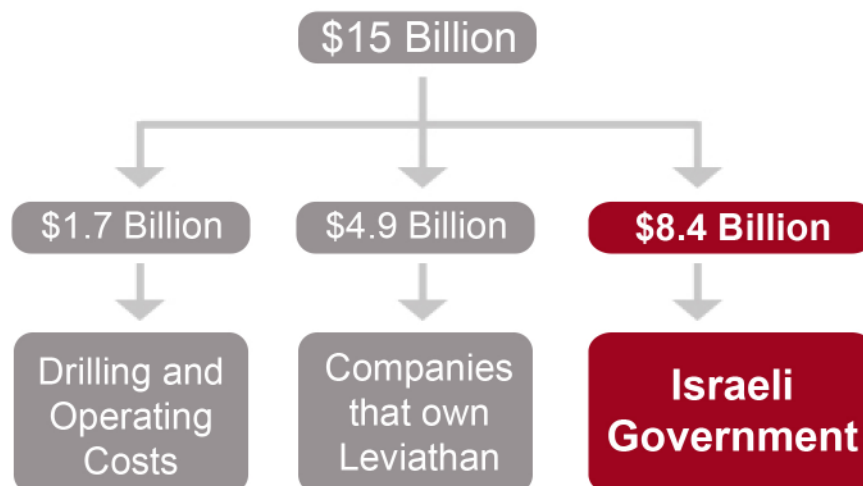 $15 Billion
$1.7 Billion
$4.9 Billion
$8.4 Billion
Drilling and
Operating
Costs
Companies
that own
Leviathan
Israeli
Government